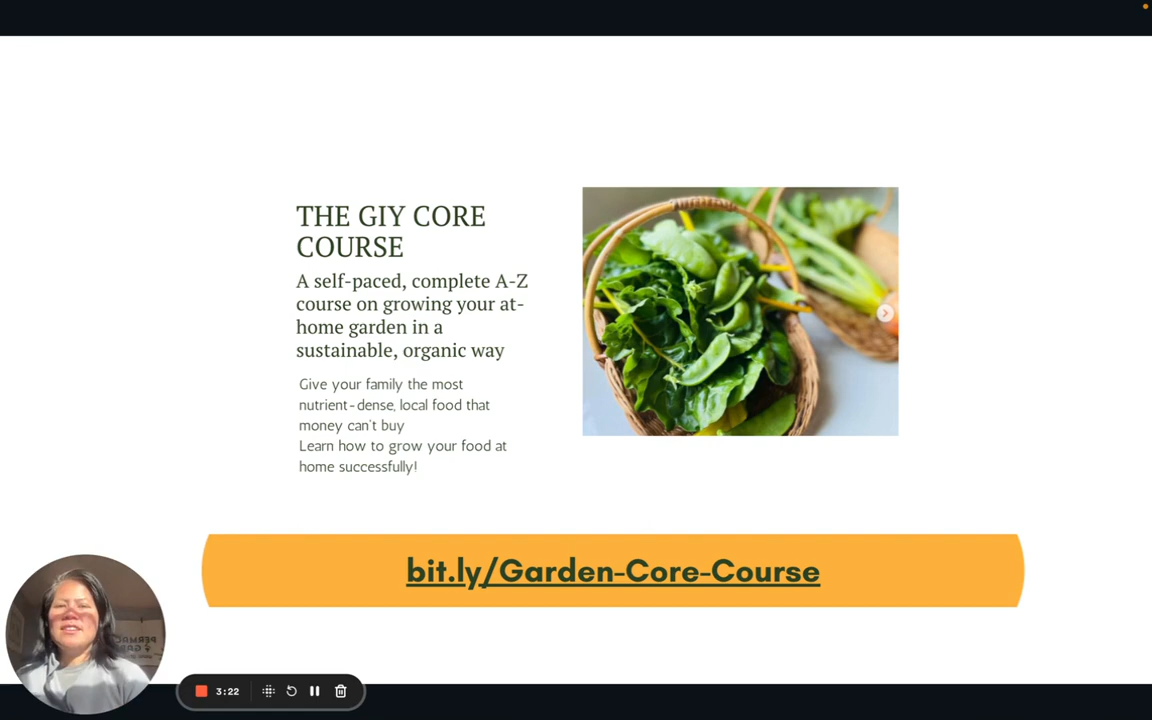 THE GIY CORE
COURSE
A self-paced, complete A-Z
course on growing your at-
home garden in a
sustainable, organic way
Give your family the most
nutrient-dense, local food that
money can't buy
Learn how to grow your food at
home successfully!
bit.ly/Garden-Core-Course
3:22